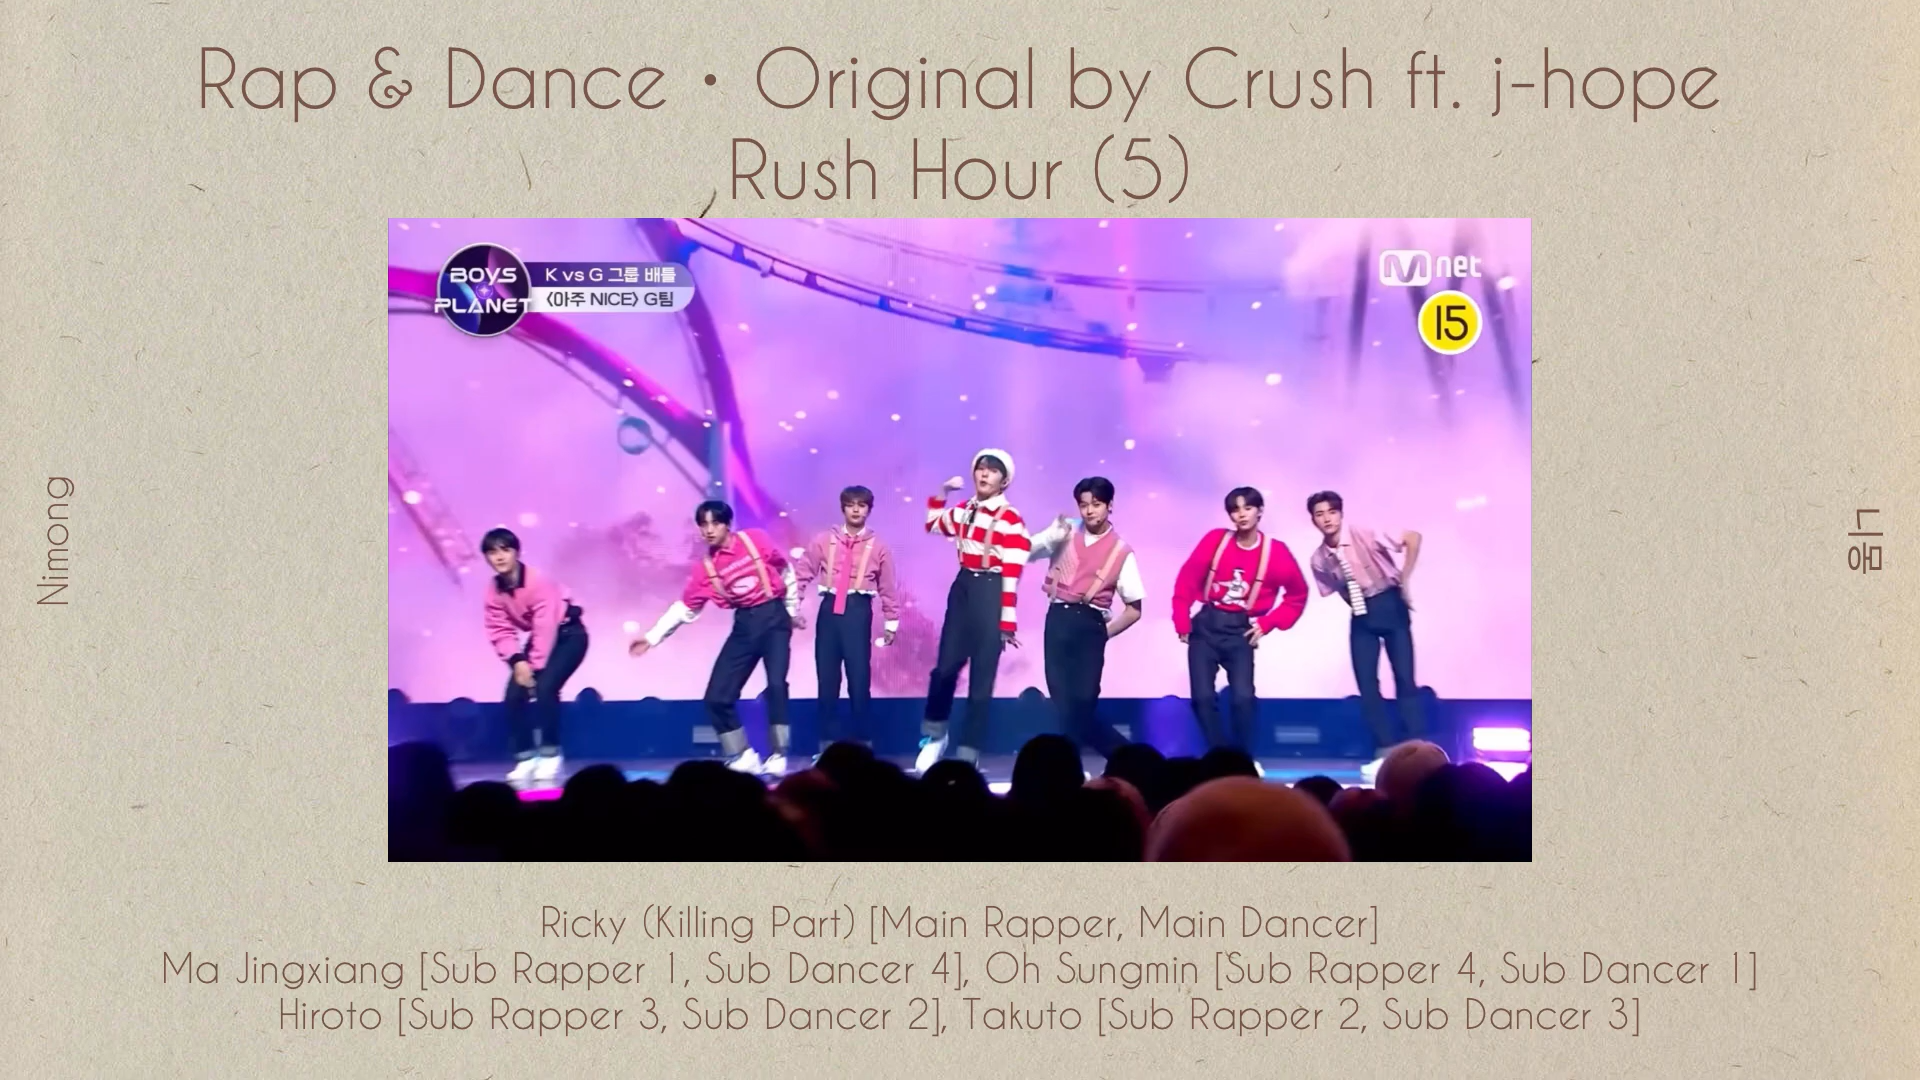 Rap & Dance • Original by Crush ft. j-hope
Rush Hour (5)
BOYS
PLANET
K vs G 그룹 배틀
<아주 NICE> G팀
Mnet
15
Nimong
니몽
Ricky (Killing Part) [Main Rapper, Main Dancer]
Ma Jingxiang [Sub Rapper 1, Sub Dancer 4], Oh Sungmin [Sub Rapper 4, Sub Dancer 1]
Hiroto [Sub Rapper 3, Sub Dancer 2], Takuto [Sub Rapper 2, Sub Dancer 3]